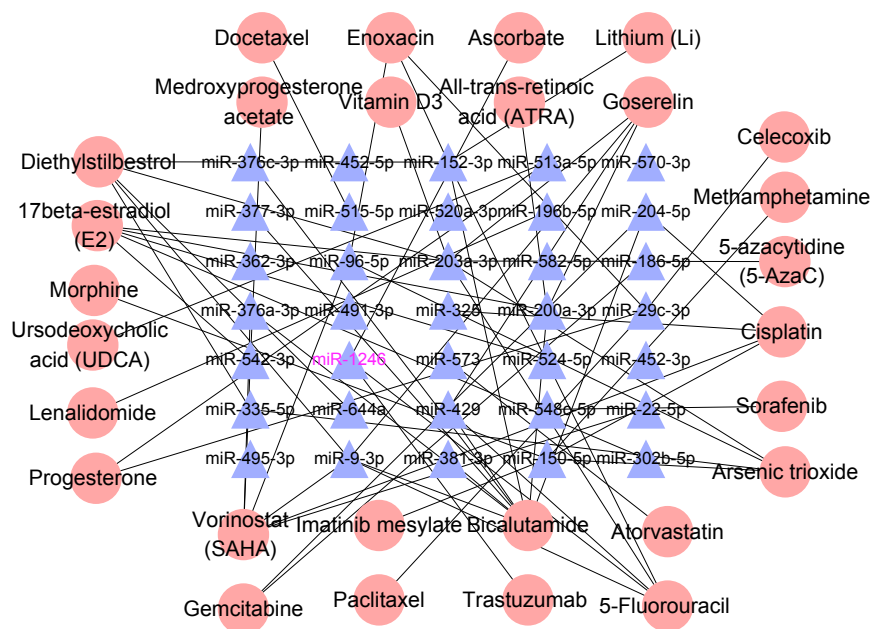 Docetaxel
Enoxacin
Ascorbate
Lithium (Li)
Medroxyprogesterone
acetate
Vitamin D3
All-trans-retinoic
acid (ATRA)
Goserelin
Celecoxib
Diethylstilbestrol
miR-376c-3p
miR-452-5p
miR-152-3p
miR-513a-5p
miR-570-3p
Methamphetamine
17beta-estradiol
(E2)
miR-377-3p
miR-515-5p
miR-520a-3p
miR-196b-5p
miR-204-5p
5-azacytidine
(5-AzaC)
miR-362-3p
miR-96-5p
miR-203a-3p
miR-582-5p
miR-186-5p
Morphine
miR-376a-3p
miR-491-3p
miR-325
miR-200a-3p
miR-29c-3p
Cisplatin
Ursodeoxycholic
acid (UDCA)
miR-542-3p
miR-1246
miR-573
miR-524-5p
miR-452-3p
Lenalidomide
miR-335-5p
miR-644a
miR-429
miR-548c-5p
miR-22-5p
Sorafenib
Progesterone
miR-495-3p
miR-9-3p
miR-381-3p
miR-150-5p
miR-302b-5p
Arsenic trioxide
Vorinostat
(SAHA)
Imatinib mesylate
Bicalutamide
Atorvastatin
Gemcitabine
Paclitaxel
Trastuzumab
5-Fluorouracil